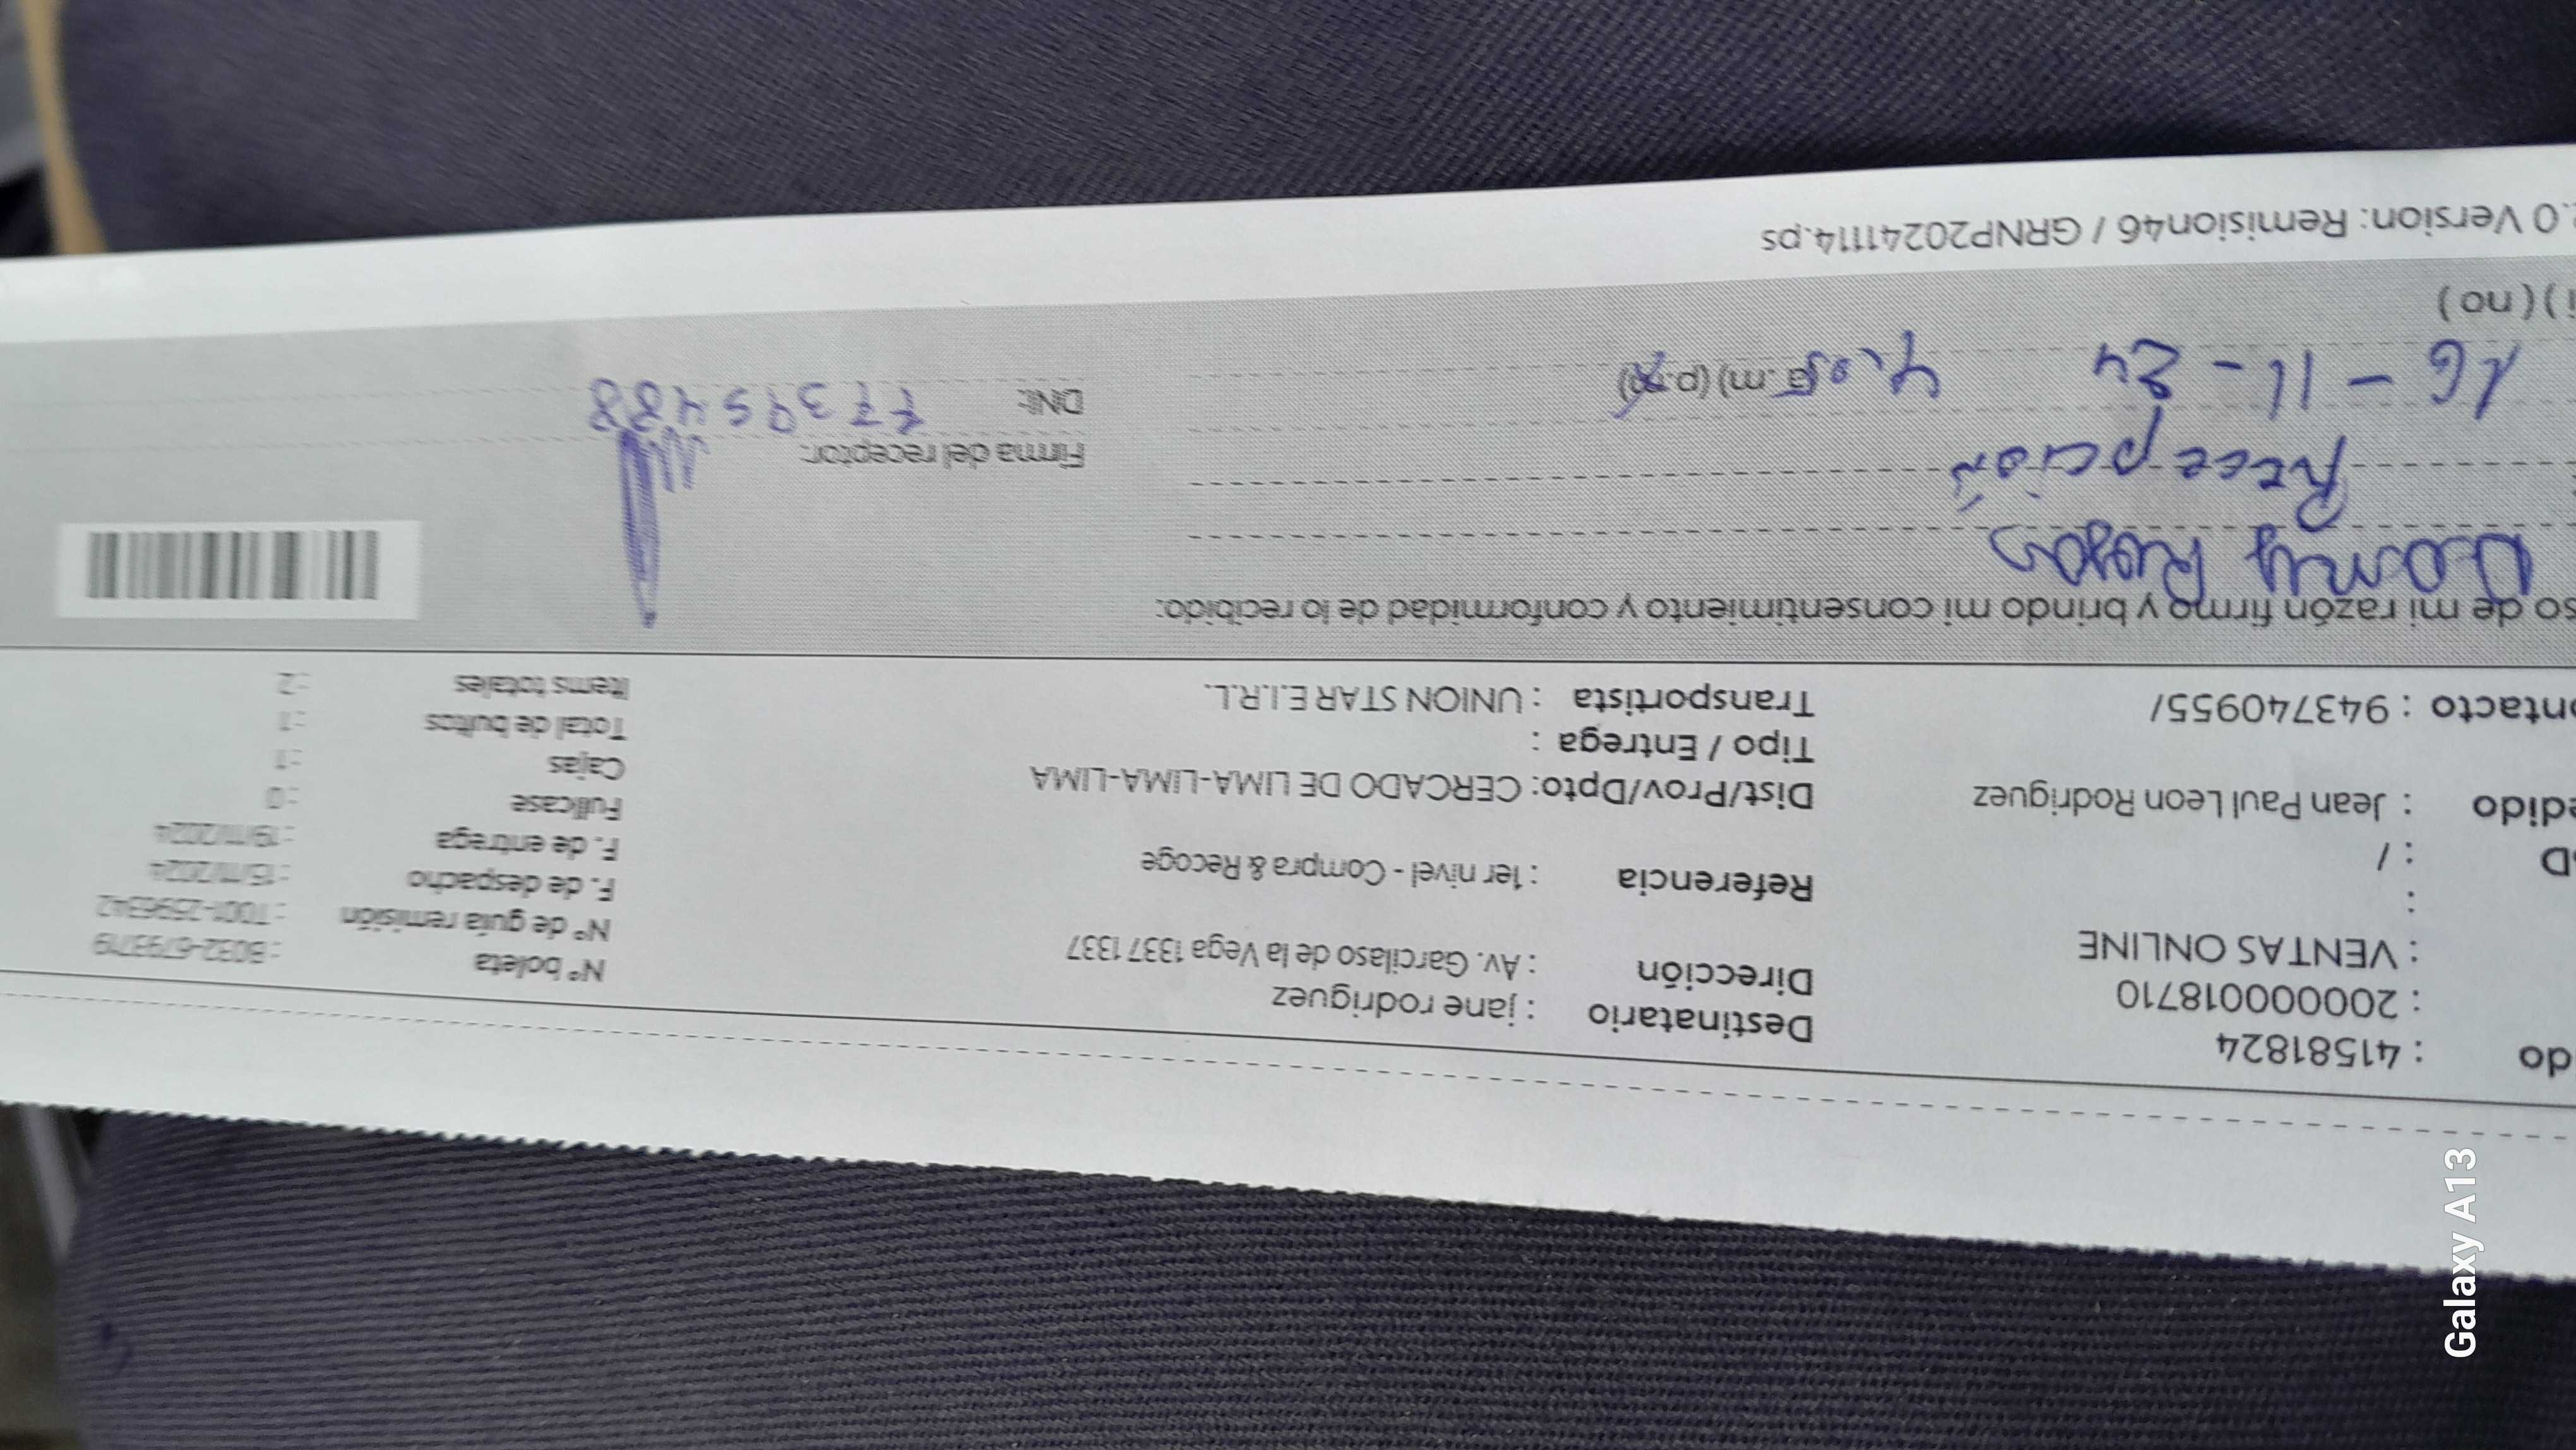 do : 41581824
: 200000018710
: VENTAS ONLINE
:
D : /
edido : Jean Paul Leon Rodriguez
ontacto : 943740955/
Destinatario : jane rodriguez
Dirección : Av. Garcilaso de la Vega 1337 1337
Referencia : 1er nivel - Compra & Recoge
Dist/Prov/Dpto: CERCADO DE LIMA-LIMA-LIMA
Tipo / Entrega :
Transportista : UNION STAR E.I.R.L.
N° boleta : B032-6793719
N° de guía remisión : T001-2596342
F. de despacho : 15/11/2024
F. de entrega : 19/11/2024
Fullcase : 0
Cajas : 1
Total de bultos : 1
Items totales : 2
so de mi razón firmo y brindo mi consentimiento y conformidad de lo recibido:
Recepción
16 - 11 - 24 4:05 a.m) (p.m)
i ) ( no )
Firma del receptor:
DNI: 77395488
.0 Version: Remision46 / GRNP20241114.ps
Galaxy A13